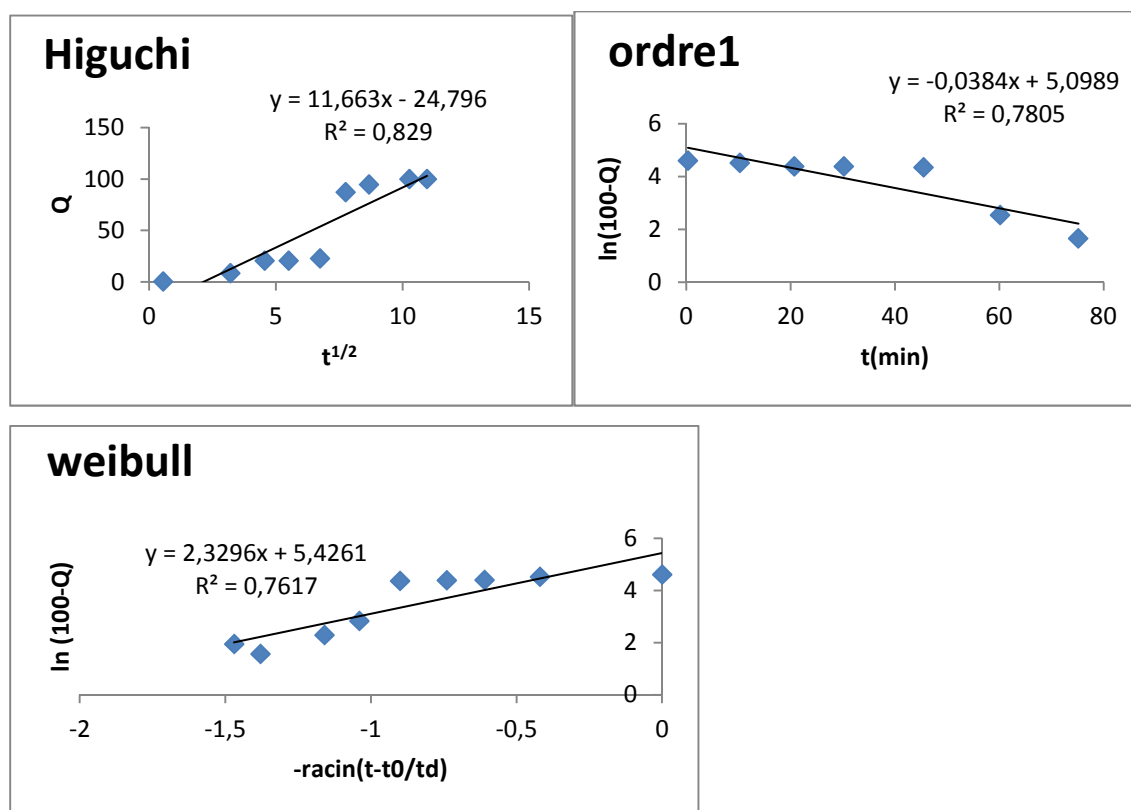 Higuchi
y = 11,663x - 24,796
R² = 0,829
150
100
50
0
Q
0 5 10 15
t¹/²
ordre1
y = -0,0384x + 5,0989
R² = 0,7805
6
4
2
0
ln(100-Q)
0 20 40 60 80
t(min)
weibull
y = 2,3296x + 5,4261
R² = 0,7617
6
4
2
0
ln (100-Q)
-2 -1,5 -1 -0,5 0
-racin(t-t0/td)